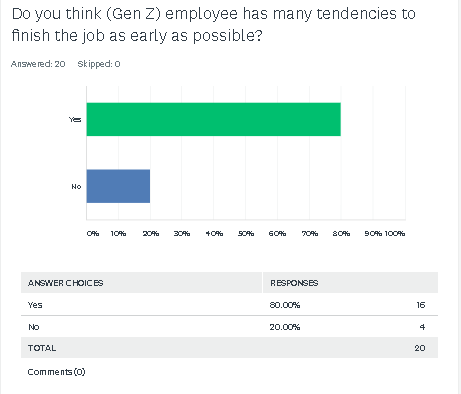 Do you think (Gen Z) employee has many tendencies to
finish the job as early as possible?
Answered: 20 Skipped: 0
Yes
No
0% 10% 20% 30% 40% 50% 60% 70% 80% 90% 100%
ANSWER CHOICES RESPONSES
Yes 80.00% 16
No 20.00% 4
TOTAL 20
Comments (0)